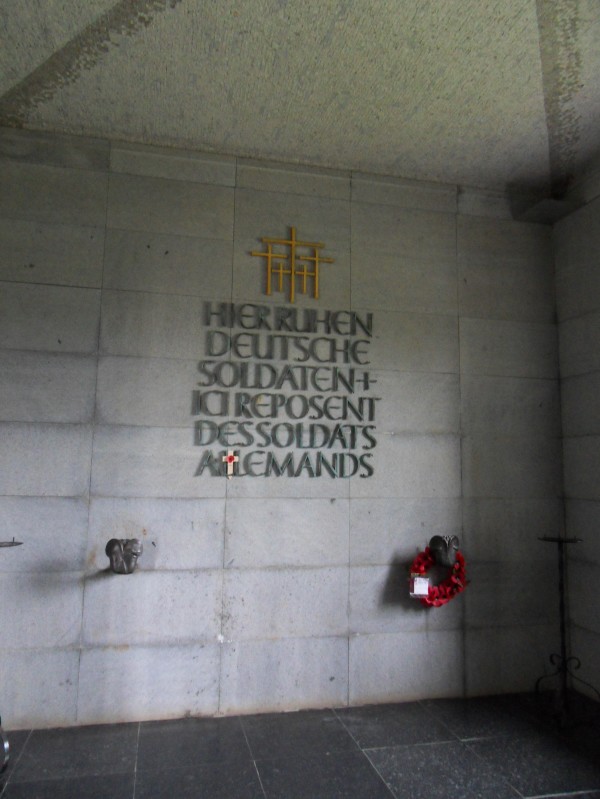 HIER RUHEN
DEUTSCHE
SOLDATEN +
ICI REPOSENT
DES SOLDATS
ALLEMANDS